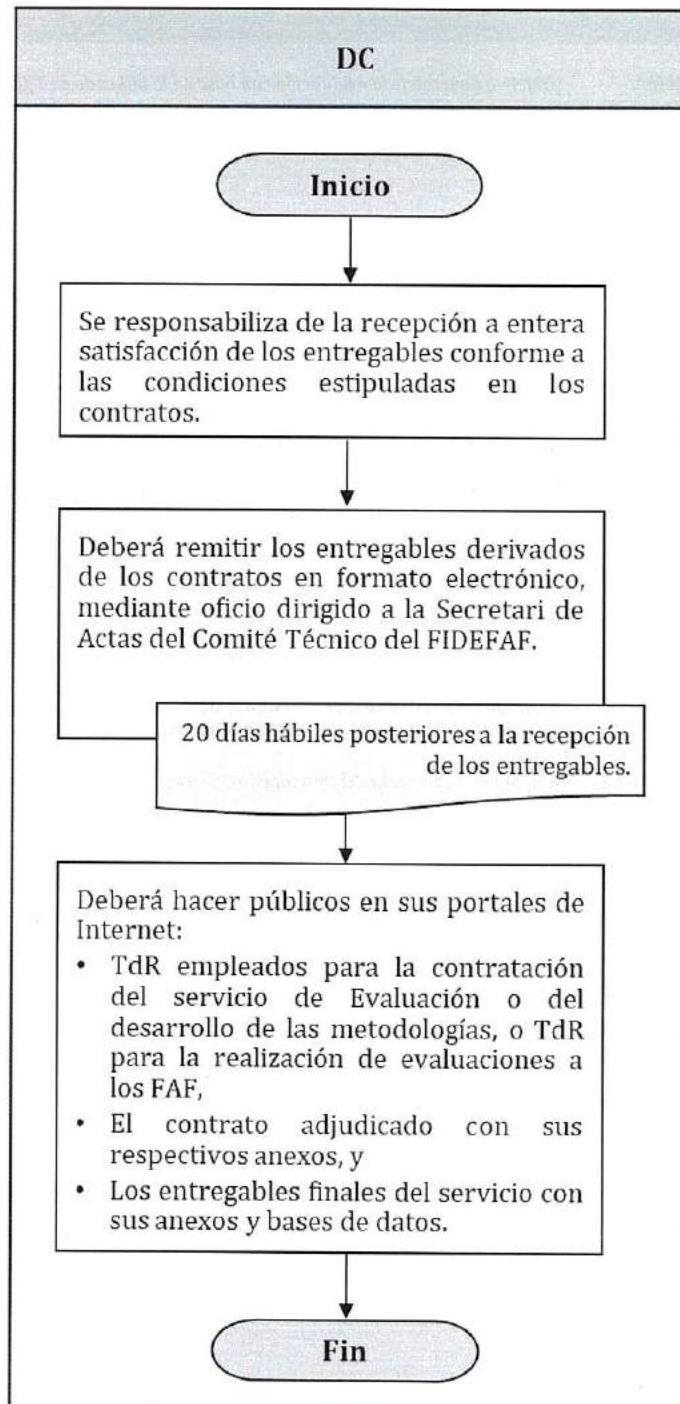 DC
Inicio
Se responsabiliza de la recepción a entera
satisfacción de los entregables conforme a
las condiciones estipuladas en los
contratos.
Deberá remitir los entregables derivados
de los contratos en formato electrónico,
mediante oficio dirigido a la Secretari de
Actas del Comité Técnico del FIDEFAF.
20 días hábiles posteriores a la recepción
de los entregables.
Deberá hacer públicos en sus portales de
Internet:
• TdR empleados para la contratación
del servicio de Evaluación o del
desarrollo de las metodologías, o TdR
para la realización de evaluaciones a
los FAF,
• El contrato adjudicado con sus
respectivos anexos, y
• Los entregables finales del servicio con
sus anexos y bases de datos.
Fin